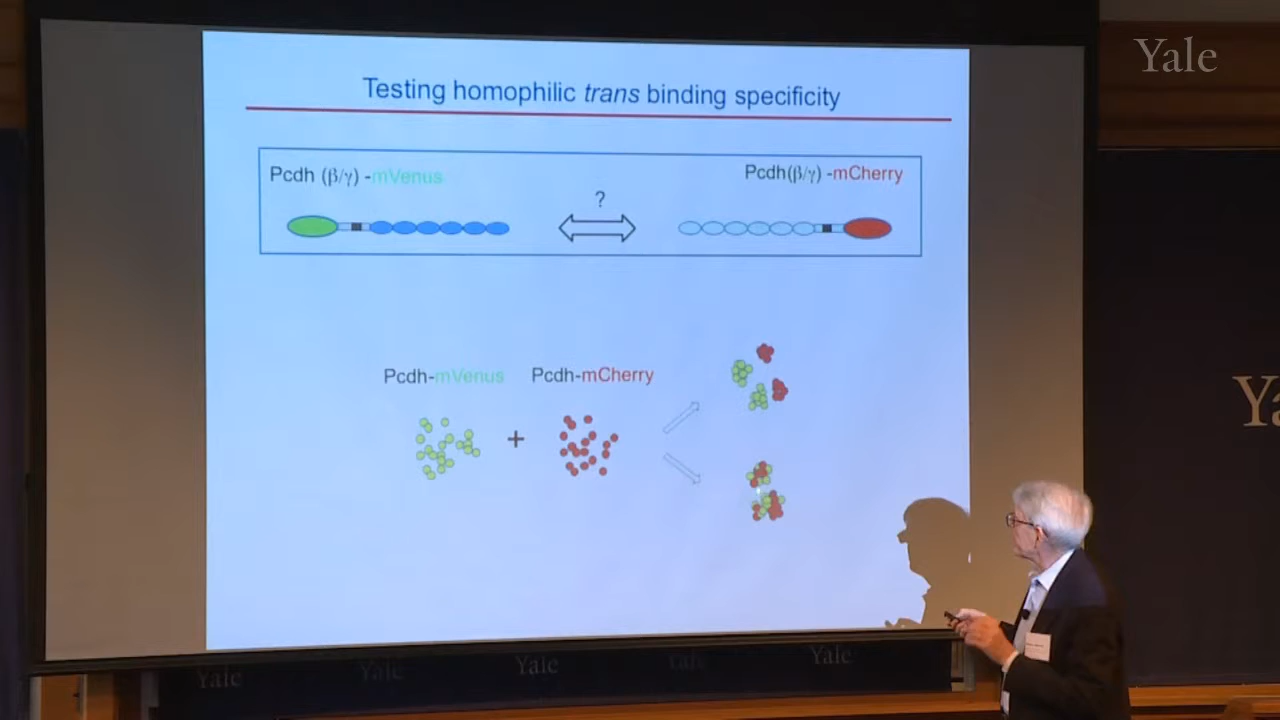 Yale
Testing homophilic trans binding specificity
Pcdh (β/γ) -mVenus
Pcdh(β/γ) -mCherry
?
Pcdh-mVenus
Pcdh-mCherry
+
Yale Yale Yale Yale Yale